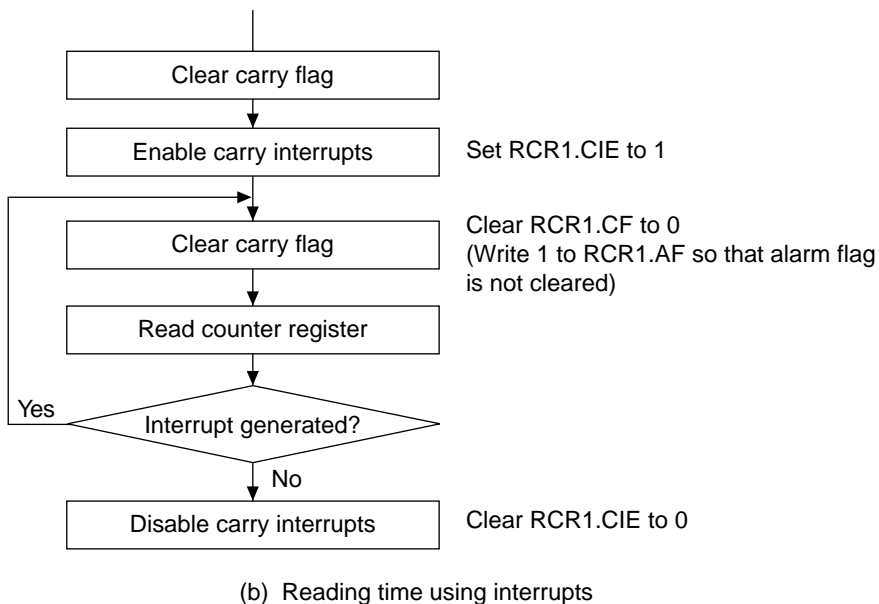 Clear carry flag
Enable carry interrupts
Set RCR1.CIE to 1
Clear carry flag
Clear RCR1.CF to 0
(Write 1 to RCR1.AF so that alarm flag
is not cleared)
Read counter register
Yes
Interrupt generated?
No
Disable carry interrupts
Clear RCR1.CIE to 0
(b) Reading time using interrupts